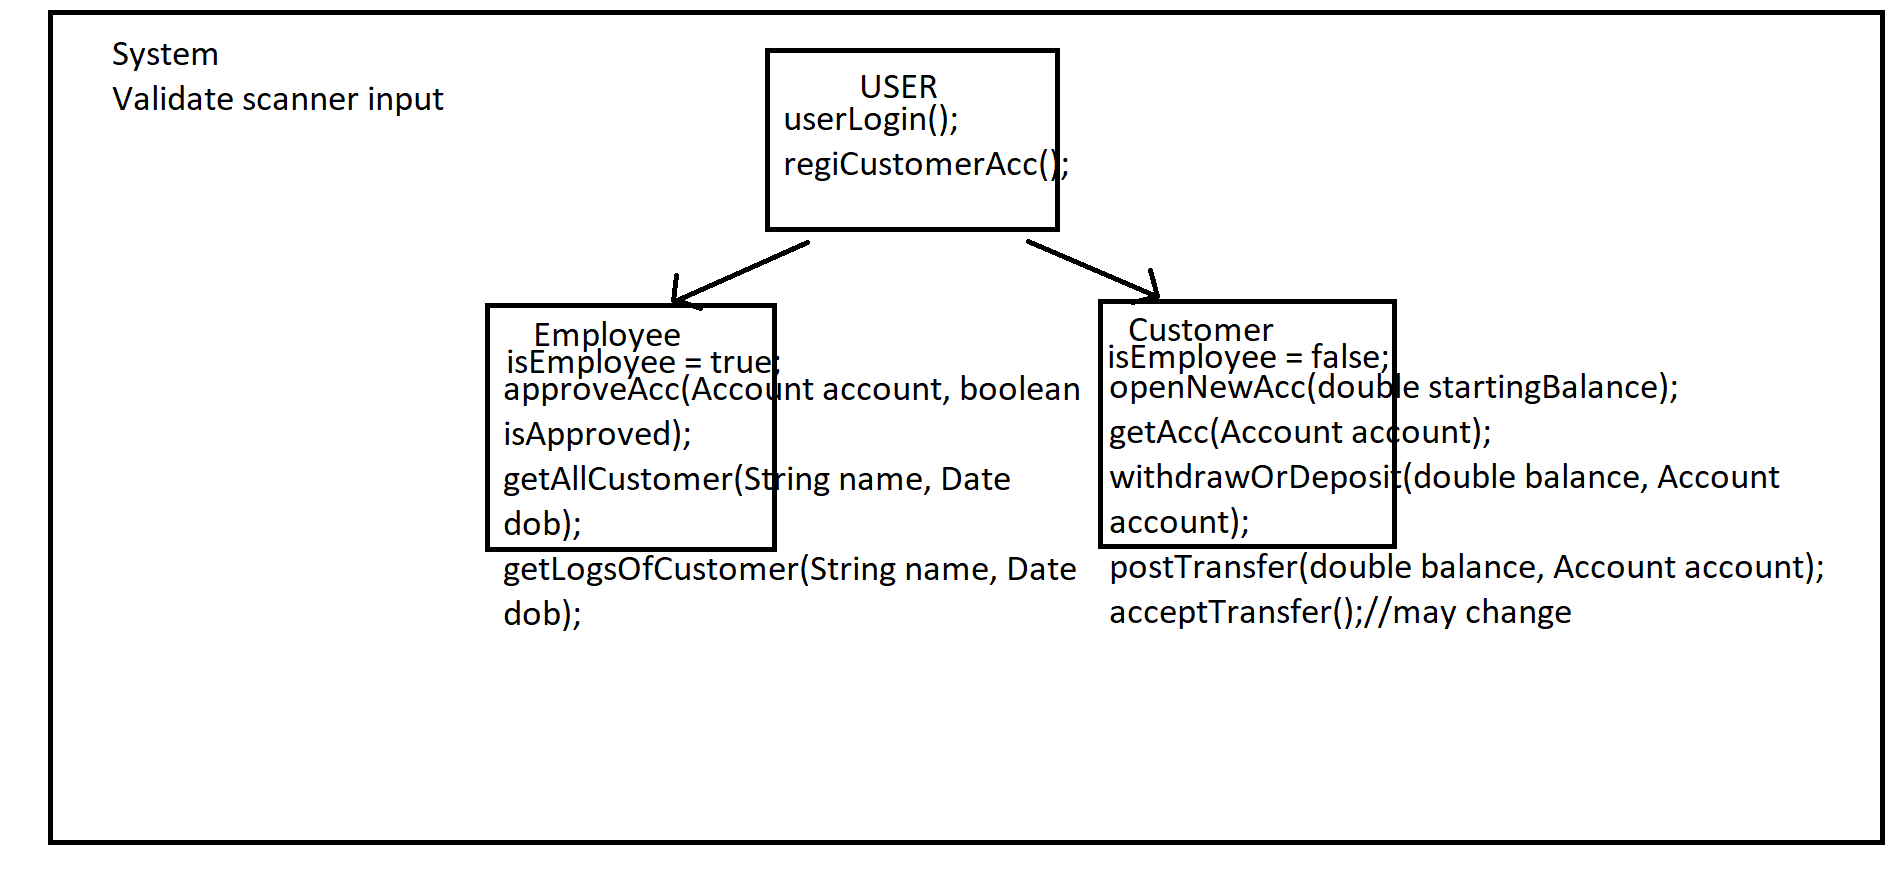 System
Validate scanner input
USER
userLogin();
regiCustomerAcc();
Employee
isEmployee = true;
approveAcc(Account account, boolean
isApproved);
getAllCustomer(String name, Date
dob);
getLogsOfCustomer(String name, Date
dob);
Customer
isEmployee = false;
openNewAcc(double startingBalance);
getAcc(Account account);
withdrawOrDeposit(double balance, Account
account);
postTransfer(double balance, Account account);
acceptTransfer();//may change